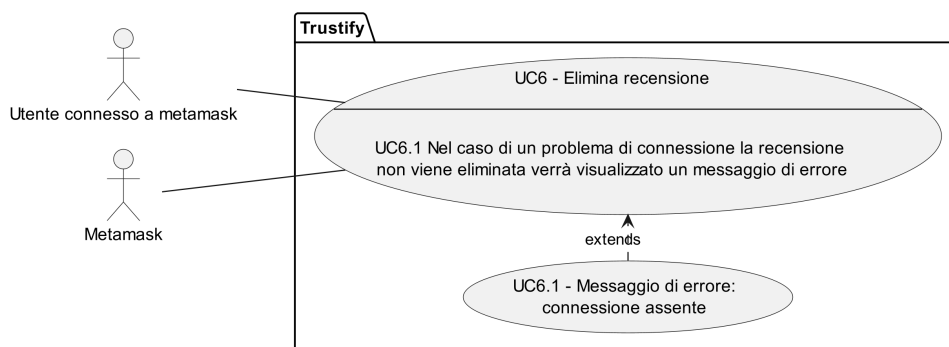 Trustify
UC6 - Elimina recensione
Utente connesso a metamask
UC6.1 Nel caso di un problema di connessione la recensione
non viene eliminata verrà visualizzato un messaggio di errore
Metamask
extends
UC6.1 - Messaggio di errore:
connessione assente